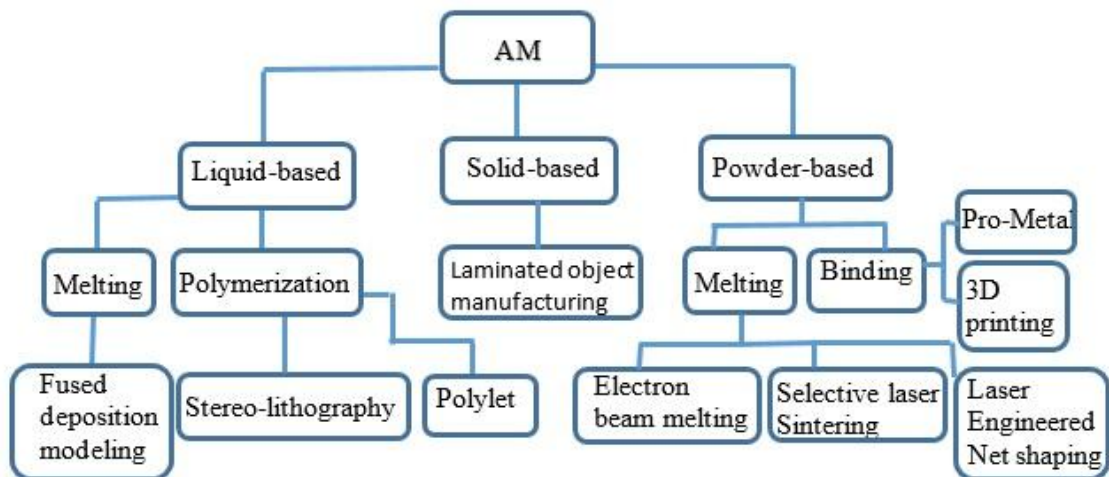 AM
Liquid-based
Solid-based
Powder-based
Pro-Metal
Melting
Polymerization
Laminated object
manufacturing
Melting
Binding
3D
printing
Fused
deposition
modeling
Stereo-lithography
Polylet
Electron
beam melting
Selective laser
Sintering
Laser
Engineered
Net shaping